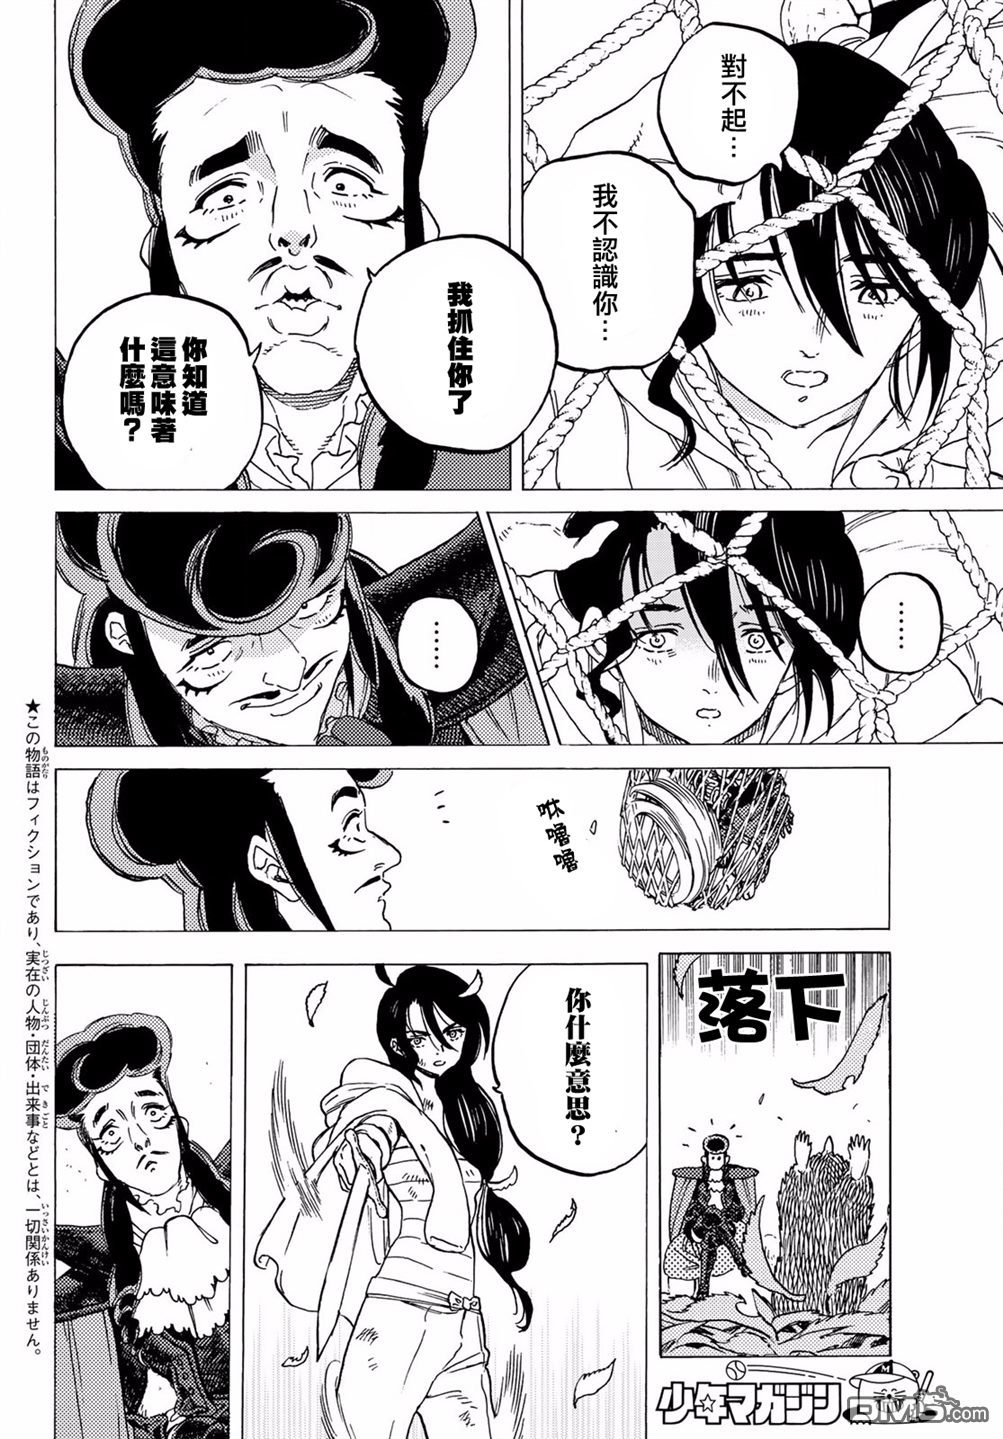 對不起…
我不認識你…
我抓住你了
你知道
這意味著
什麼嗎？
……
……
咻嚕嚕
落下
你什麼意思？
★この物語はフィクションであり、実在の人物・団体・出来事などとは、一切関係ありません。
少年マガジン